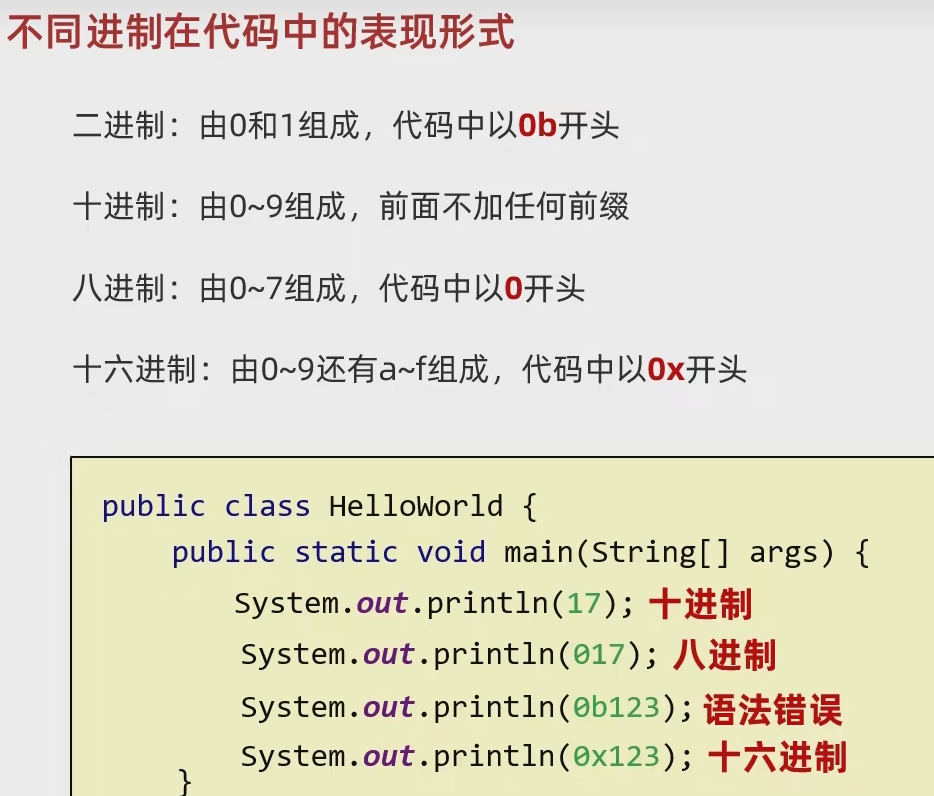 不同进制在代码中的表现形式
二进制：由0和1组成，代码中以0b开头
十进制：由0~9组成，前面不加任何前缀
八进制：由0~7组成，代码中以0开头
十六进制：由0~9还有a~f组成，代码中以0x开头
public class HelloWorld {
public static void main(String[] args) {
System.out.println(17); 十进制
System.out.println(017); 八进制
System.out.println(0b123); 语法错误
System.out.println(0x123); 十六进制
}